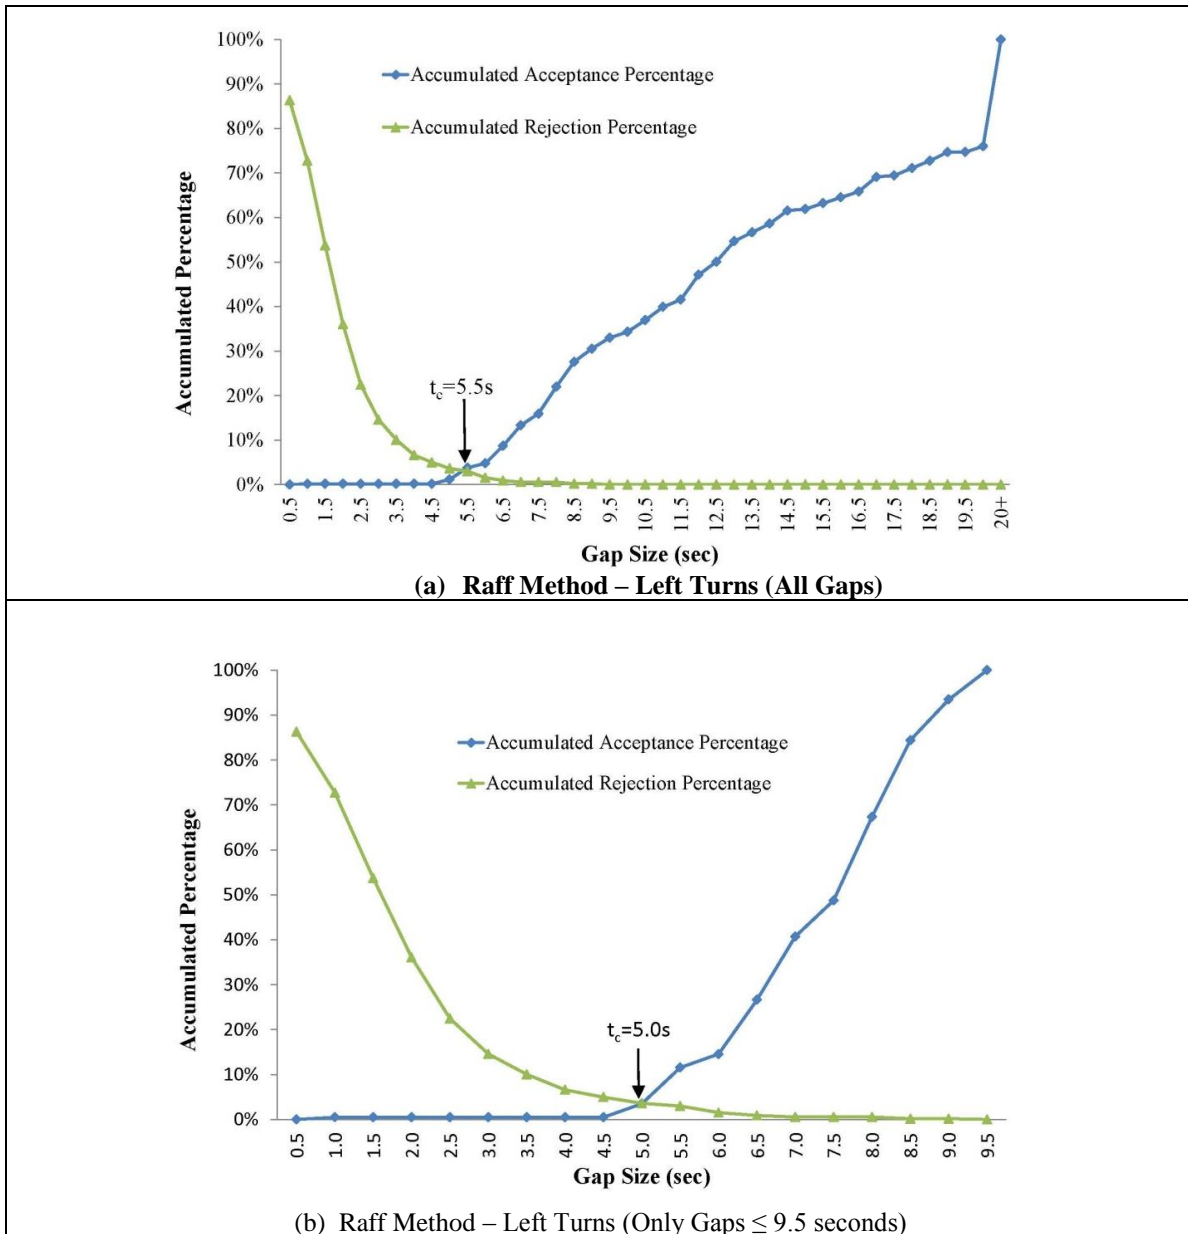 100%
90%
80%
70%
60%
50%
40%
30%
20%
10%
0%
Accumulated Percentage
Accumulated Acceptance Percentage
Accumulated Rejection Percentage
tc=5.5s
0.5 1.5 2.5 3.5 4.5 5.5 6.5 7.5 8.5 9.5 10.5 11.5 12.5 13.5 14.5 15.5 16.5 17.5 18.5 19.5 20+
Gap Size (sec)
(a) Raff Method – Left Turns (All Gaps)
100%
90%
80%
70%
60%
50%
40%
30%
20%
10%
0%
Accumulated Percentage
Accumulated Acceptance Percentage
Accumulated Rejection Percentage
tc=5.0s
0.5 1.0 1.5 2.0 2.5 3.0 3.5 4.0 4.5 5.0 5.5 6.0 6.5 7.0 7.5 8.0 8.5 9.0 9.5
Gap Size (sec)
(b) Raff Method – Left Turns (Only Gaps ≤ 9.5 seconds)